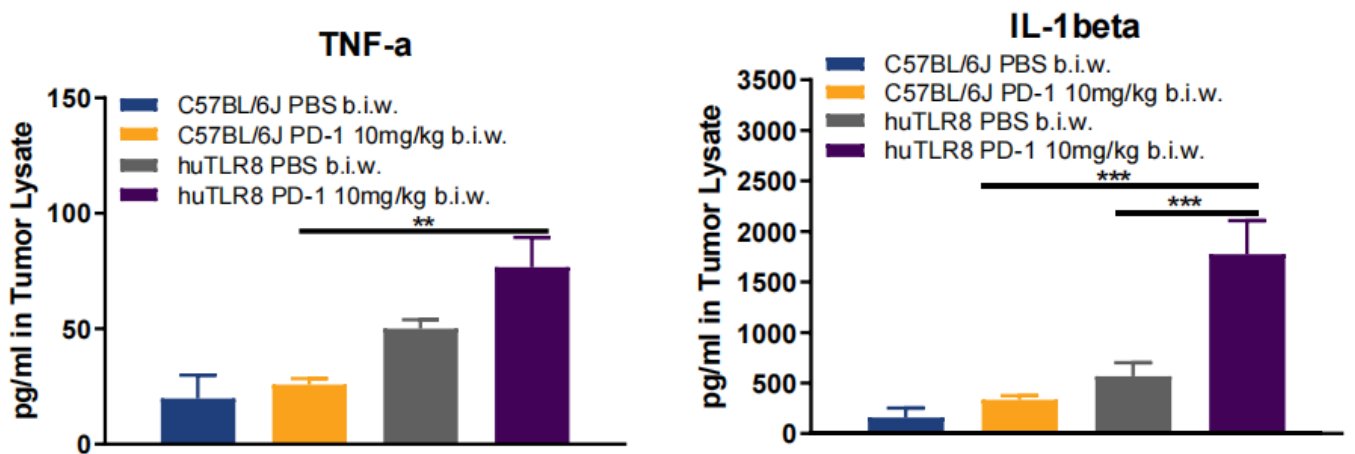 TNF-a
pg/ml in Tumor Lysate
150
100
50
0
C57BL/6J PBS b.i.w.
C57BL/6J PD-1 10mg/kg b.i.w.
huTLR8 PBS b.i.w.
huTLR8 PD-1 10mg/kg b.i.w.
**
IL-1beta
pg/ml in Tumor Lysate
3500
3000
2500
2000
1500
1000
500
0
C57BL/6J PBS b.i.w.
C57BL/6J PD-1 10mg/kg b.i.w.
huTLR8 PBS b.i.w.
huTLR8 PD-1 10mg/kg b.i.w.
***
***